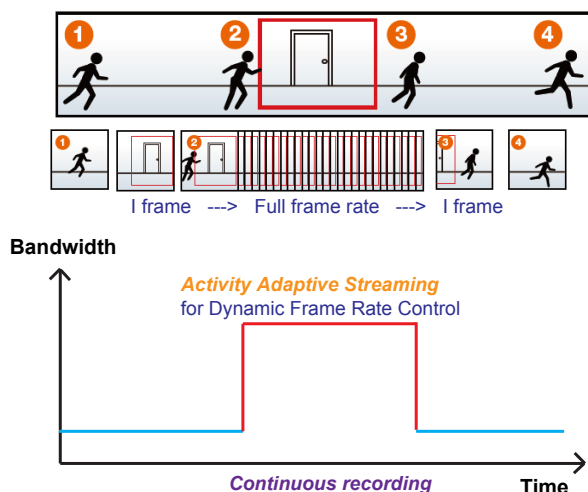 1 2 3 4
1 2 3 4
I frame ---> Full frame rate ---> I frame
Bandwidth
Activity Adaptive Streaming
for Dynamic Frame Rate Control
Continuous recording
Time